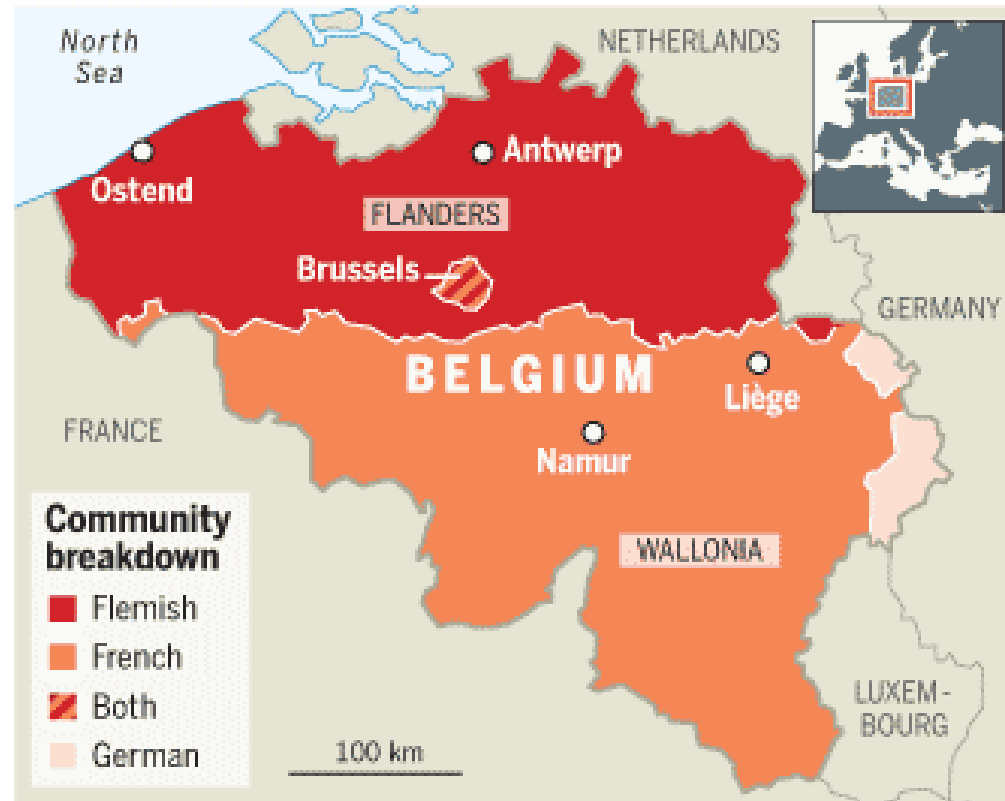 North
Sea
NETHERLANDS
Ostend
Antwerp
FLANDERS
Brussels
GERMANY
BELGIUM
Liège
FRANCE
Namur
WALLONIA
Community
breakdown
Flemish
French
Both
German
100 km
LUXEM-
BOURG